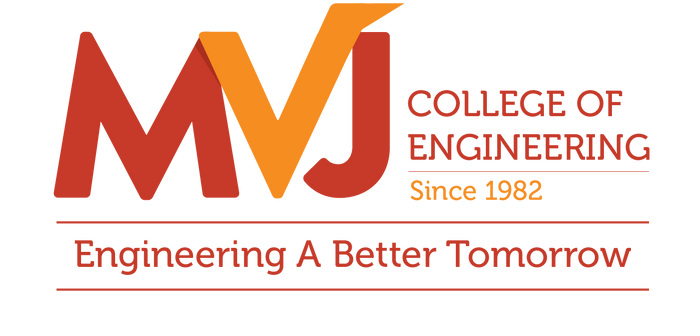 MVJ
COLLEGE OF
ENGINEERING
Since 1982
Engineering A Better Tomorrow